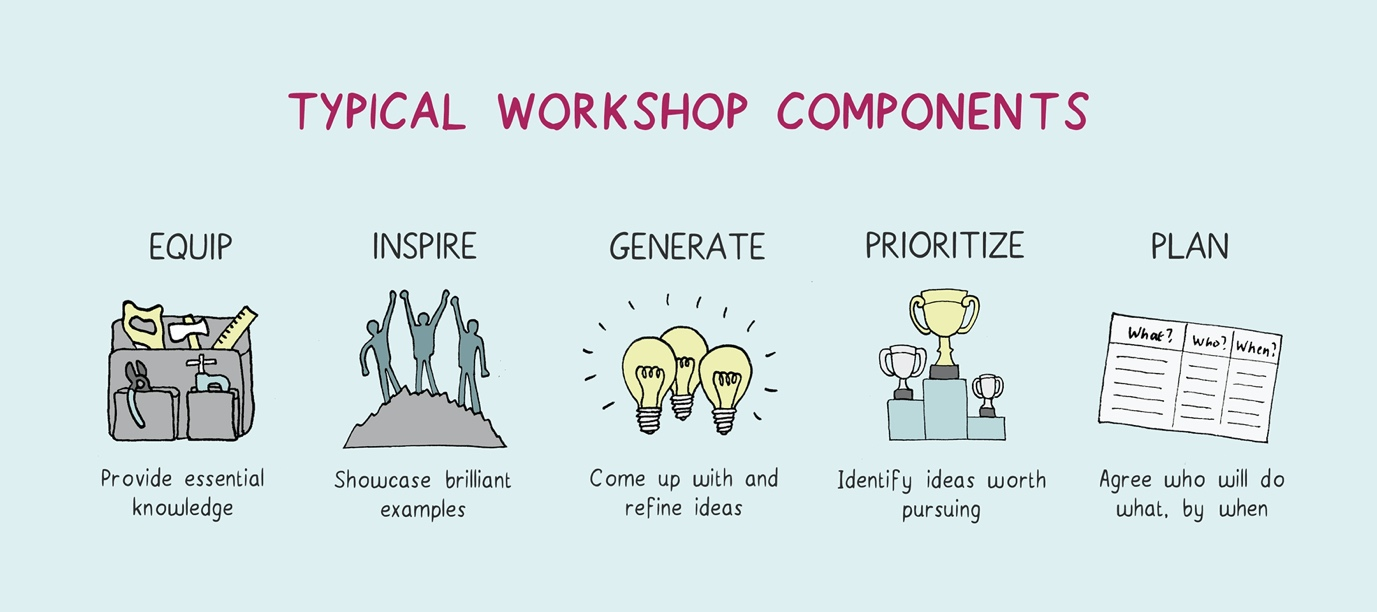 TYPICAL WORKSHOP COMPONENTS
EQUIP
Provide essential
knowledge
INSPIRE
Showcase brilliant
examples
GENERATE
Come up with and
refine ideas
PRIORITIZE
Identify ideas worth
pursuing
PLAN
What? Who? When?
Agree who will do
what, by when